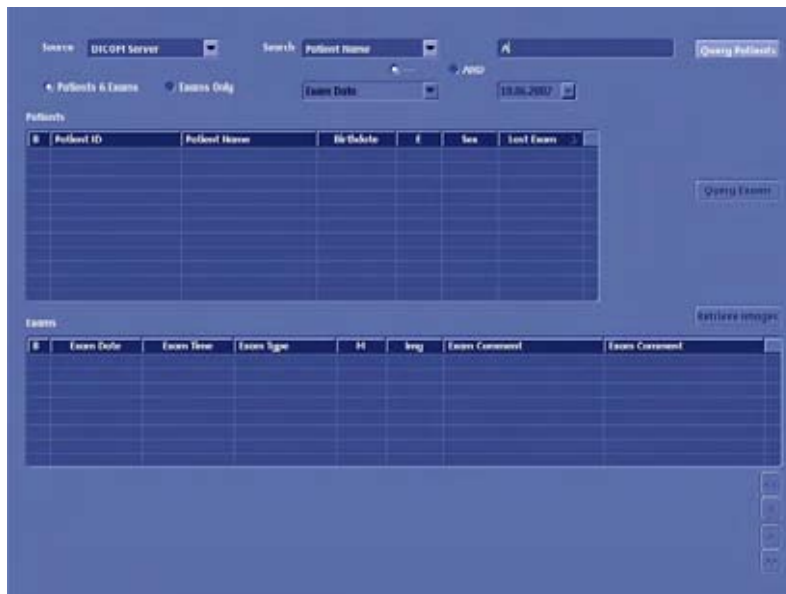 Source DICOM Server Search Patient Name A Query Patients
--- AND
Patients & Exams Exams Only Exam Date 19.06.2002
Patients
# Patient ID Patient Name Birthdate E Sex Last Exam
Query Exams
Retrieve Images
Exams
# Exam Date Exam Time Exam Type M Img Exam Comment Exam Comment